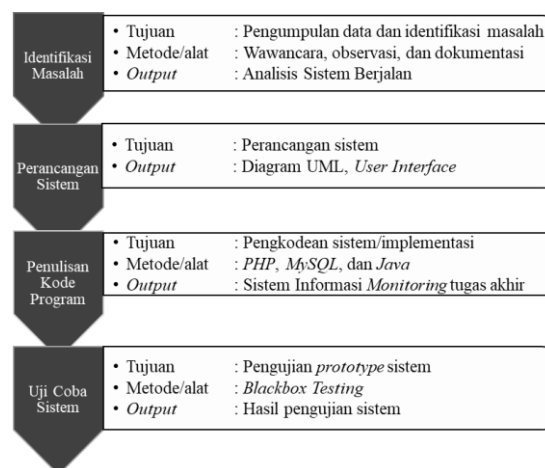 Identifikasi
Masalah
• Tujuan : Pengumpulan data dan identifikasi masalah
• Metode/alat : Wawancara, observasi, dan dokumentasi
• Output : Analisis Sistem Berjalan
Perancangan
Sistem
• Tujuan : Perancangan sistem
• Output : Diagram UML, User Interface
Penulisan
Kode
Program
• Tujuan : Pengkodean sistem/implementasi
• Metode/alat : PHP, MySQL, dan Java
• Output : Sistem Informasi Monitoring tugas akhir
Uji Coba
Sistem
• Tujuan : Pengujian prototype sistem
• Metode/alat : Blackbox Testing
• Output : Hasil pengujian sistem